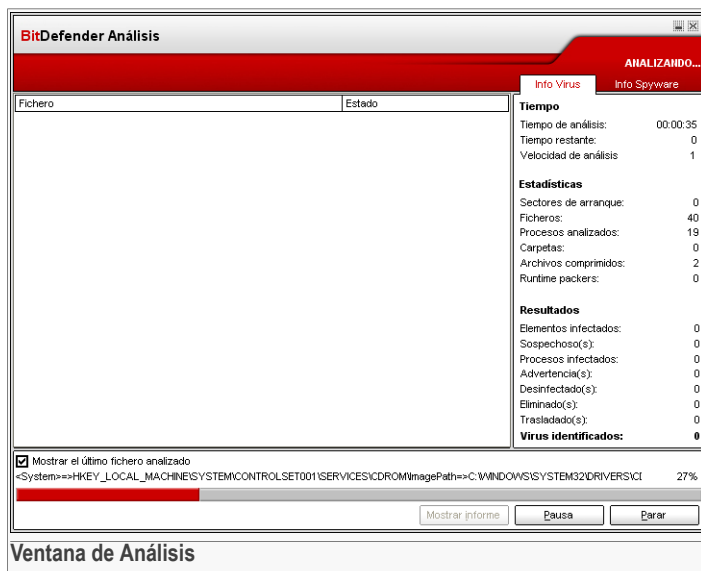 BitDefender Análisis
ANALIZANDO...
Info Virus Info Spyware
Fichero Estado
Tiempo
Tiempo de análisis: 00:00:35
Tiempo restante: 0
Velocidad de análisis 1
Estadísticas
Sectores de arranque: 0
Ficheros: 40
Procesos analizados: 19
Carpetas: 0
Archivos comprimidos: 2
Runtime packers: 0
Resultados
Elementos infectados: 0
Sospechoso(s): 0
Procesos infectados: 0
Advertencia(s): 0
Desinfectado(s): 0
Eliminado(s): 0
Trasladado(s): 0
Virus identificados: 0
Mostrar el último fichero analizado
<System>=>HKEY_LOCAL_MACHINE\SYSTEM\CONTROLSET001\SERVICES\CDROM\ImagePath=>C:\WINDOWS\SYSTEM32\DRIVERS\CI 27%
Mostrar informe Pausa Parar
Ventana de Análisis